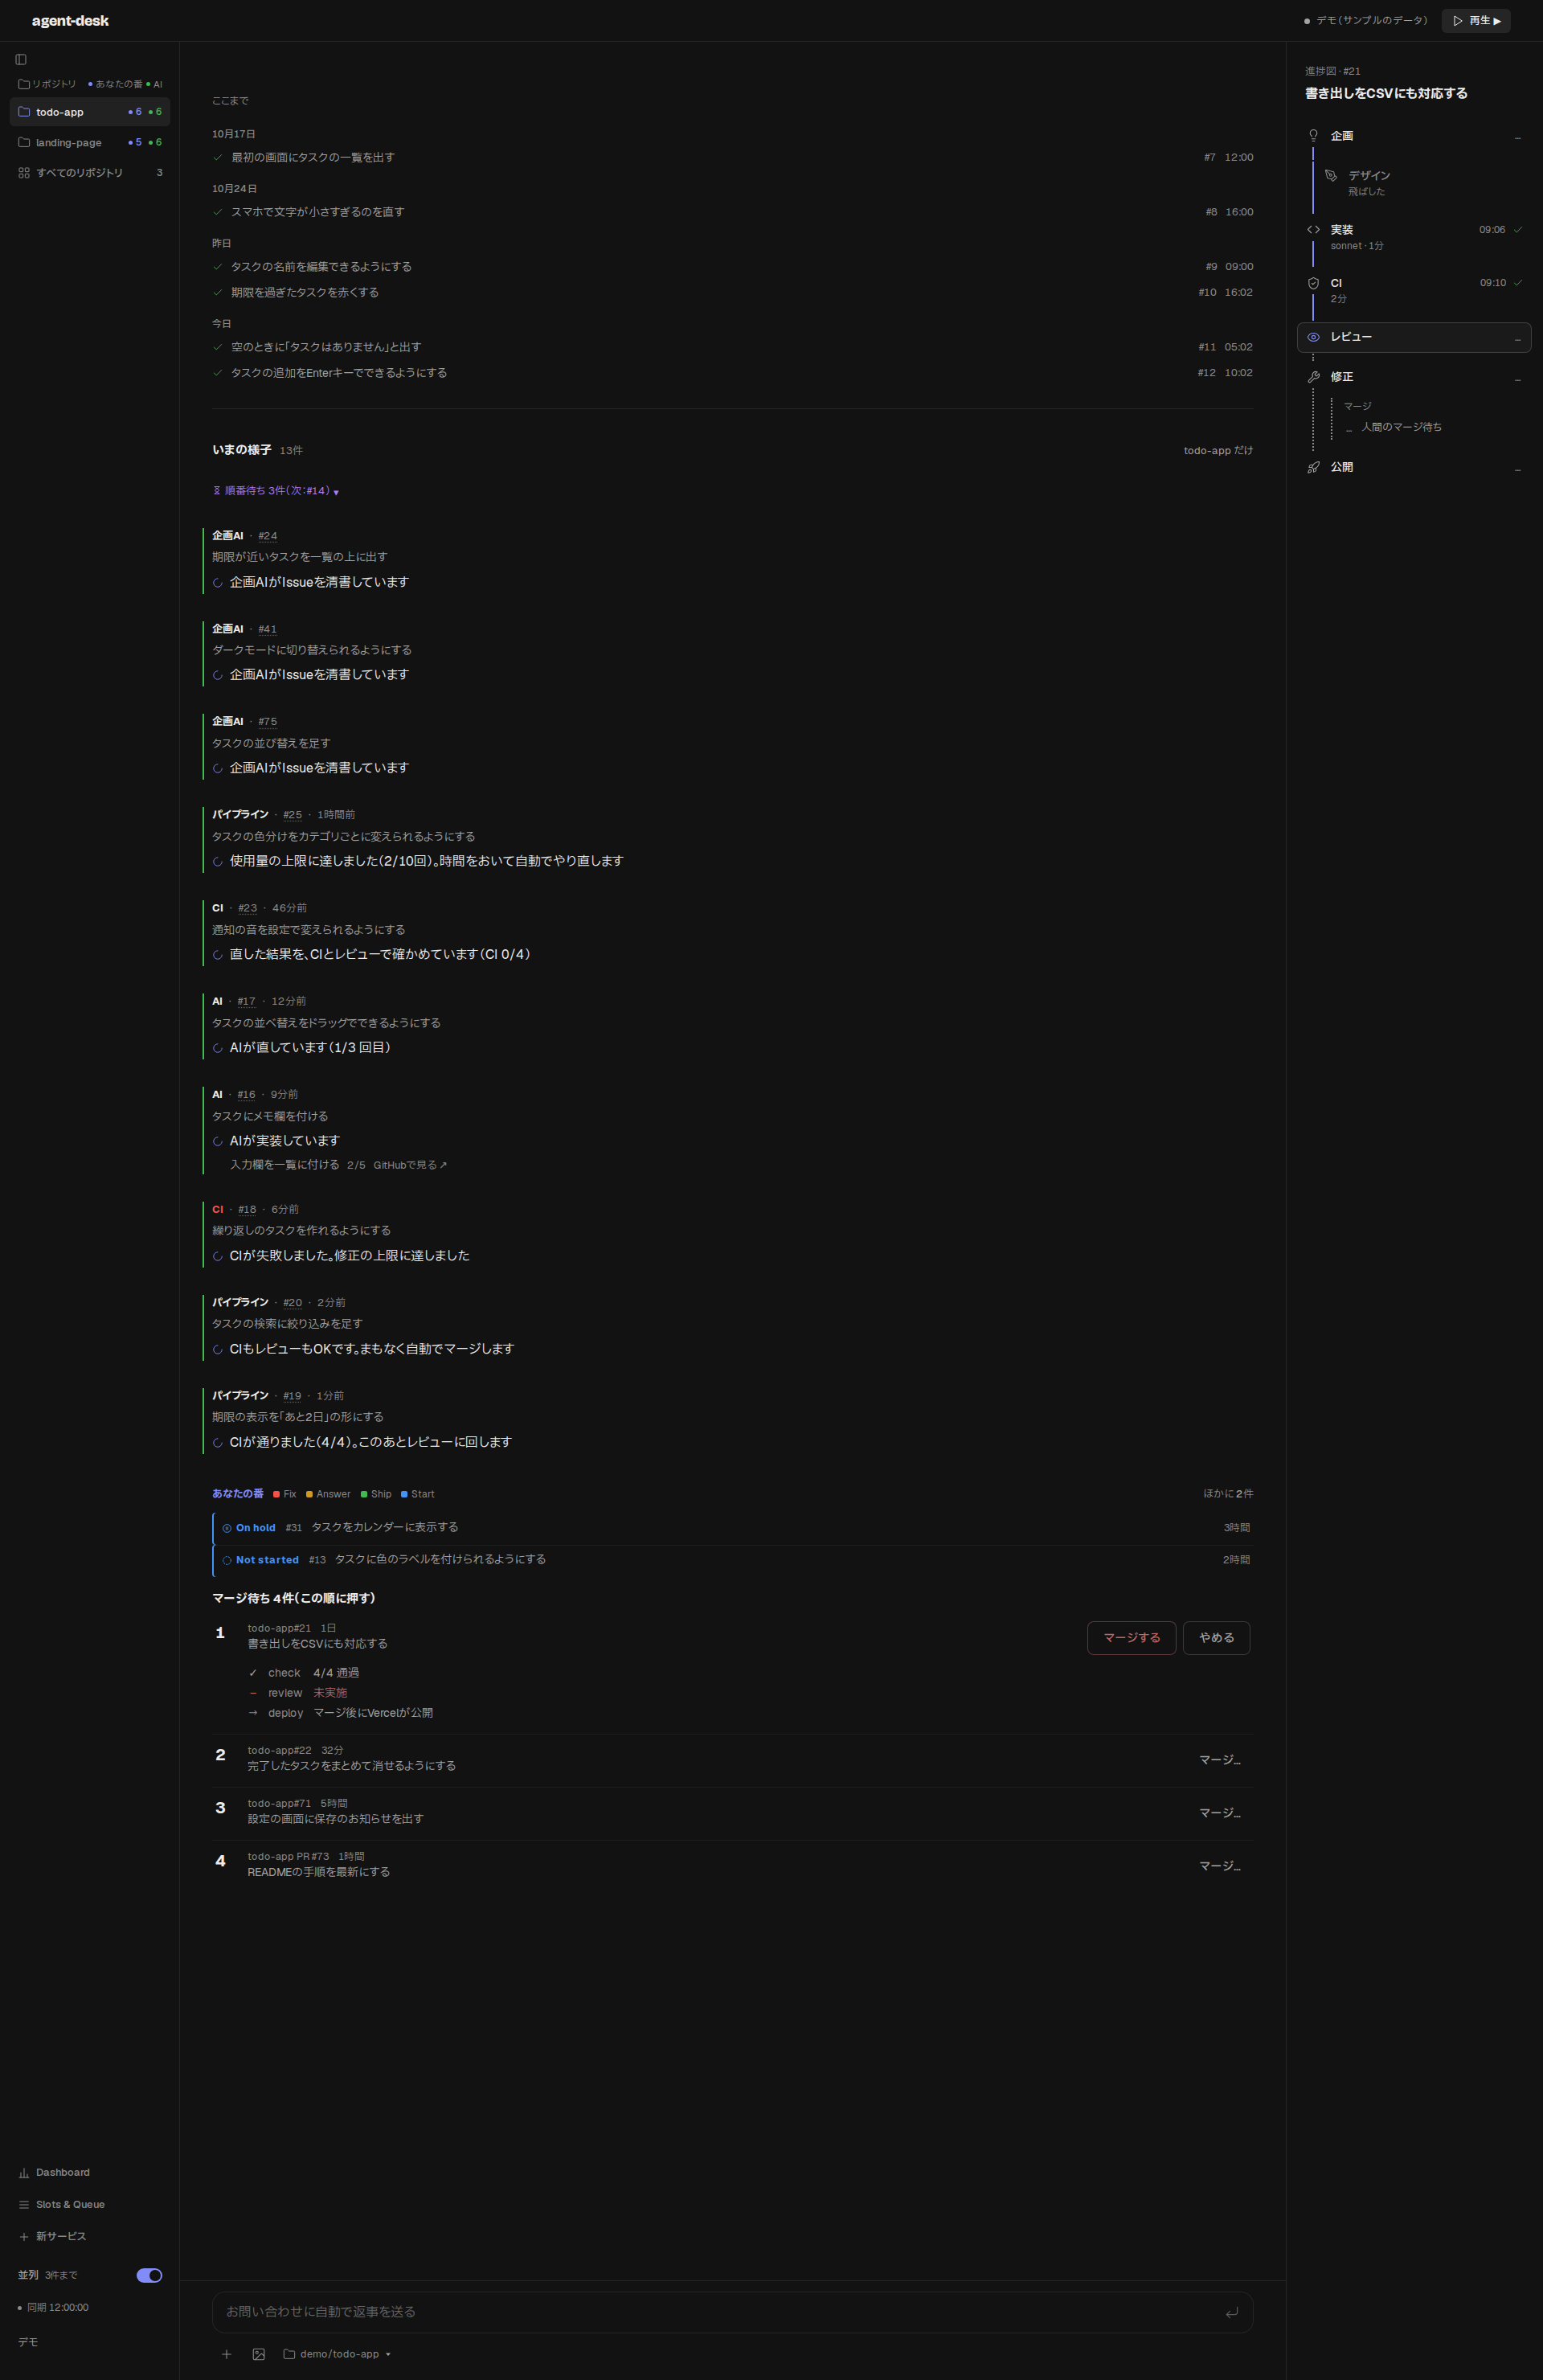 agent-desk
デモ（サンプルのデータ） 再生 ▶
リポジトリ あなたの番 AI
todo-app 6 6
landing-page 5 6
すべてのリポジトリ 3
ここまで
10月17日
最初の画面にタスクの一覧を出す #7 12:00
10月24日
スマホで文字が小さすぎるのを直す #8 16:00
昨日
タスクの名前を編集できるようにする #9 09:00
期限を過ぎたタスクを赤くする #10 16:02
今日
空のときに「タスクはありません」と出す #11 05:02
タスクの追加をEnterキーでできるようにする #12 10:02
いまの様子 13件 todo-app だけ
順番待ち 3件（次：#14） ▼
企画AI · #24
期限が近いタスクを一覧の上に出す
企画AIがIssueを清書しています
企画AI · #41
ダークモードに切り替えられるようにする
企画AIがIssueを清書しています
企画AI · #75
タスクの並び替えを足す
企画AIがIssueを清書しています
パイプライン · #25 · 1時間前
タスクの色分けをカテゴリごとに変えられるようにする
使用量の上限に達しました（2/10回）。時間をおいて自動でやり直します
CI · #23 · 46分前
通知の音を設定で変えられるようにする
直した結果を、CIとレビューで確かめています（CI 0/4）
AI · #17 · 12分前
タスクの並べ替えをドラッグでできるようにする
AIが直しています（1/3 回目）
AI · #16 · 9分前
タスクにメモ欄を付ける
AIが実装しています
入力欄を一覧に付ける 2/5 GitHubで見る ↗
CI · #18 · 6分前
繰り返しのタスクを作れるようにする
CIが失敗しました。修正の上限に達しました
パイプライン · #20 · 2分前
タスクの検索に絞り込みを足す
CIもレビューもOKです。まもなく自動でマージします
パイプライン · #19 · 1分前
期限の表示を「あと2日」の形にする
CIが通りました（4/4）。このあとレビューに回します
あなたの番 Fix Answer Ship Start ほかに 2件
On hold #31 タスクをカレンダーに表示する 3時間
Not started #13 タスクに色のラベルを付けられるようにする 2時間
マージ待ち 4件（この順に押す）
1 todo-app#21 1日
書き出しをCSVにも対応する
マージする やめる
✓ check 4/4 通過
– review 未実施
→ deploy マージ後にVercelが公開
2 todo-app#22 32分
完了したタスクをまとめて消せるようにする
マージ…
3 todo-app#71 5時間
設定の画面に保存のお知らせを出す
マージ…
4 todo-app PR#73 1時間
READMEの手順を最新にする
マージ…
Dashboard
Slots & Queue
新サービス
並列 3件まで
同期 12:00:00
デモ
お問い合わせに自動で返事を送る
demo/todo-app
進捗図 · #21
書き出しをCSVにも対応する
企画 –
デザイン
飛ばした
実装 09:06
sonnet · 1分
CI 09:10
2分
レビュー –
修正 –
マージ
– 人間のマージ待ち
公開 –